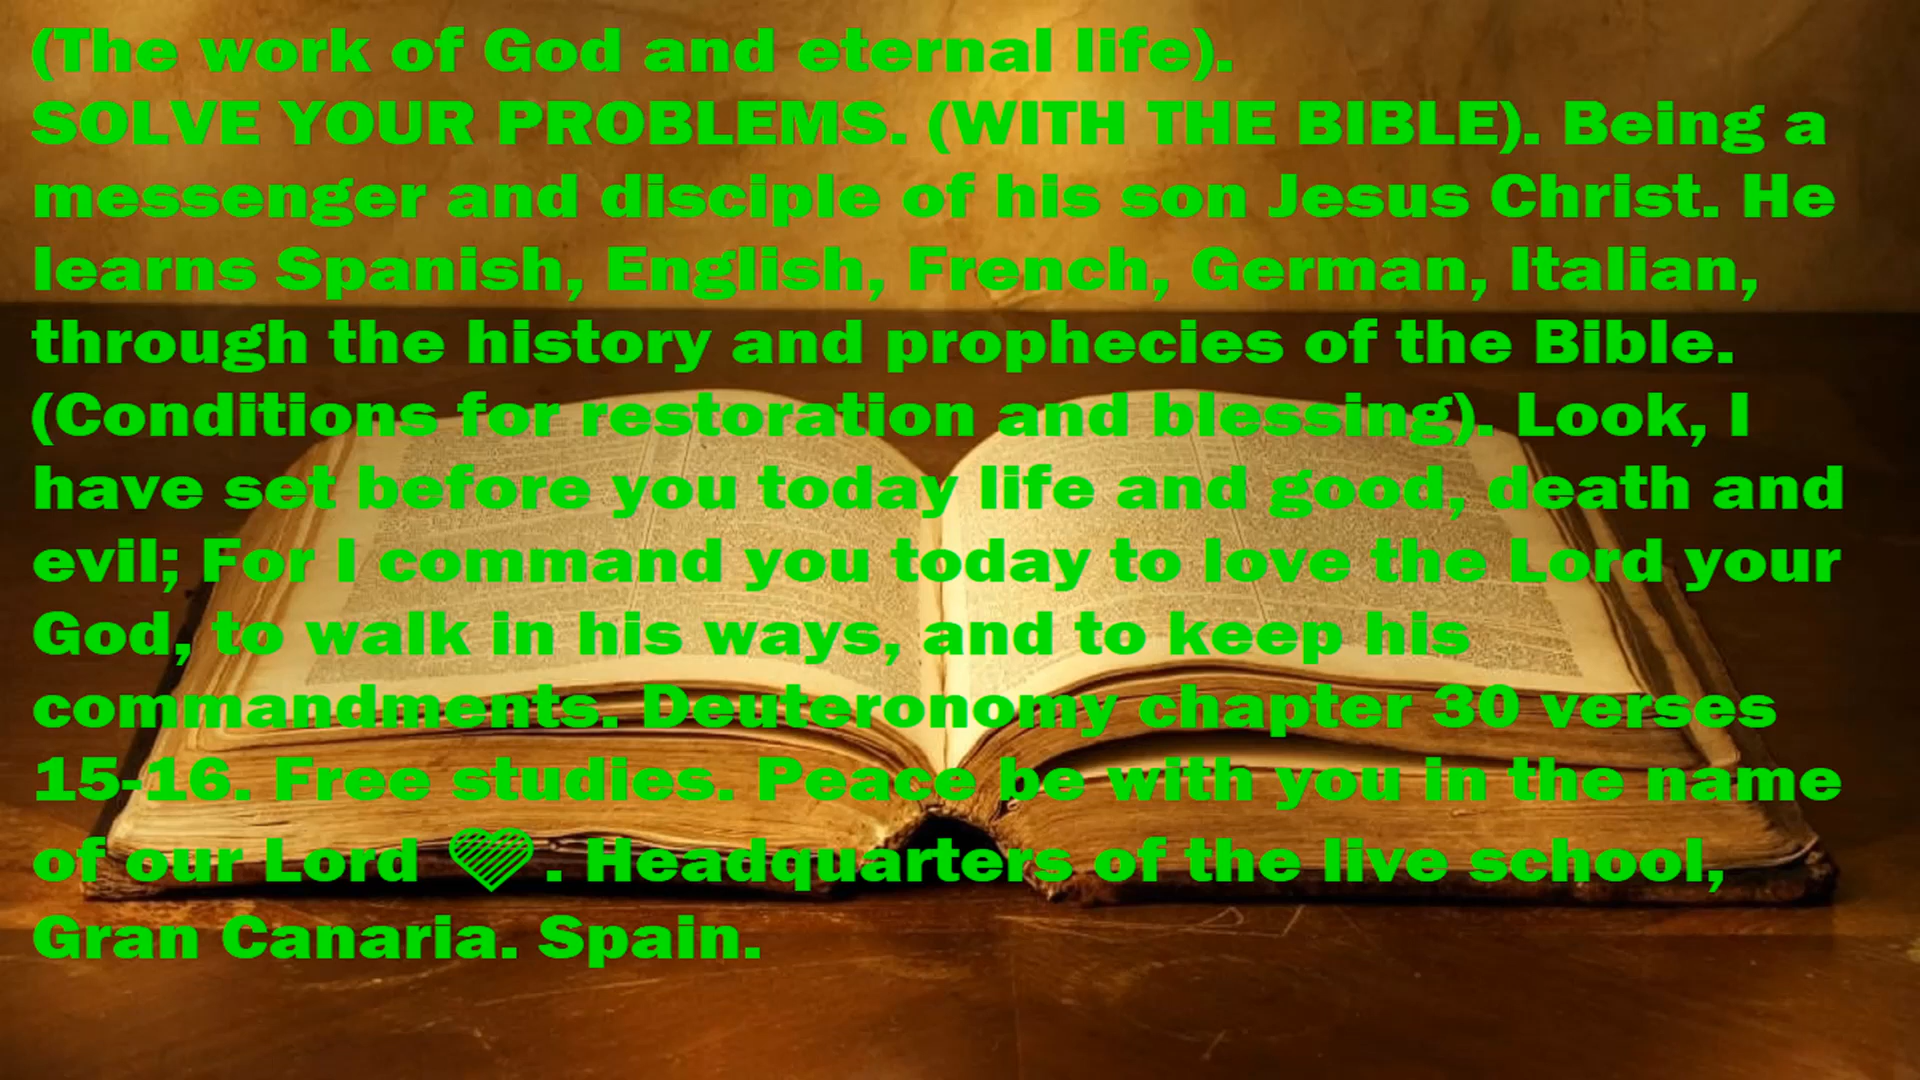 (The work of God and eternal life).
SOLVE YOUR PROBLEMS. (WITH THE BIBLE). Being a
messenger and disciple of his son Jesus Christ. He
learns Spanish, English, French, German, Italian,
through the history and prophecies of the Bible.
(Conditions for restoration and blessing). Look, I
have set before you today life and good, death and
evil; For I command you today to love the Lord your
God, to walk in his ways, and to keep his
commandments. Deuteronomy chapter 30 verses
15-16. Free studies. Peace be with you in the name
of our Lord 💚. Headquarters of the live school,
Gran Canaria. Spain.